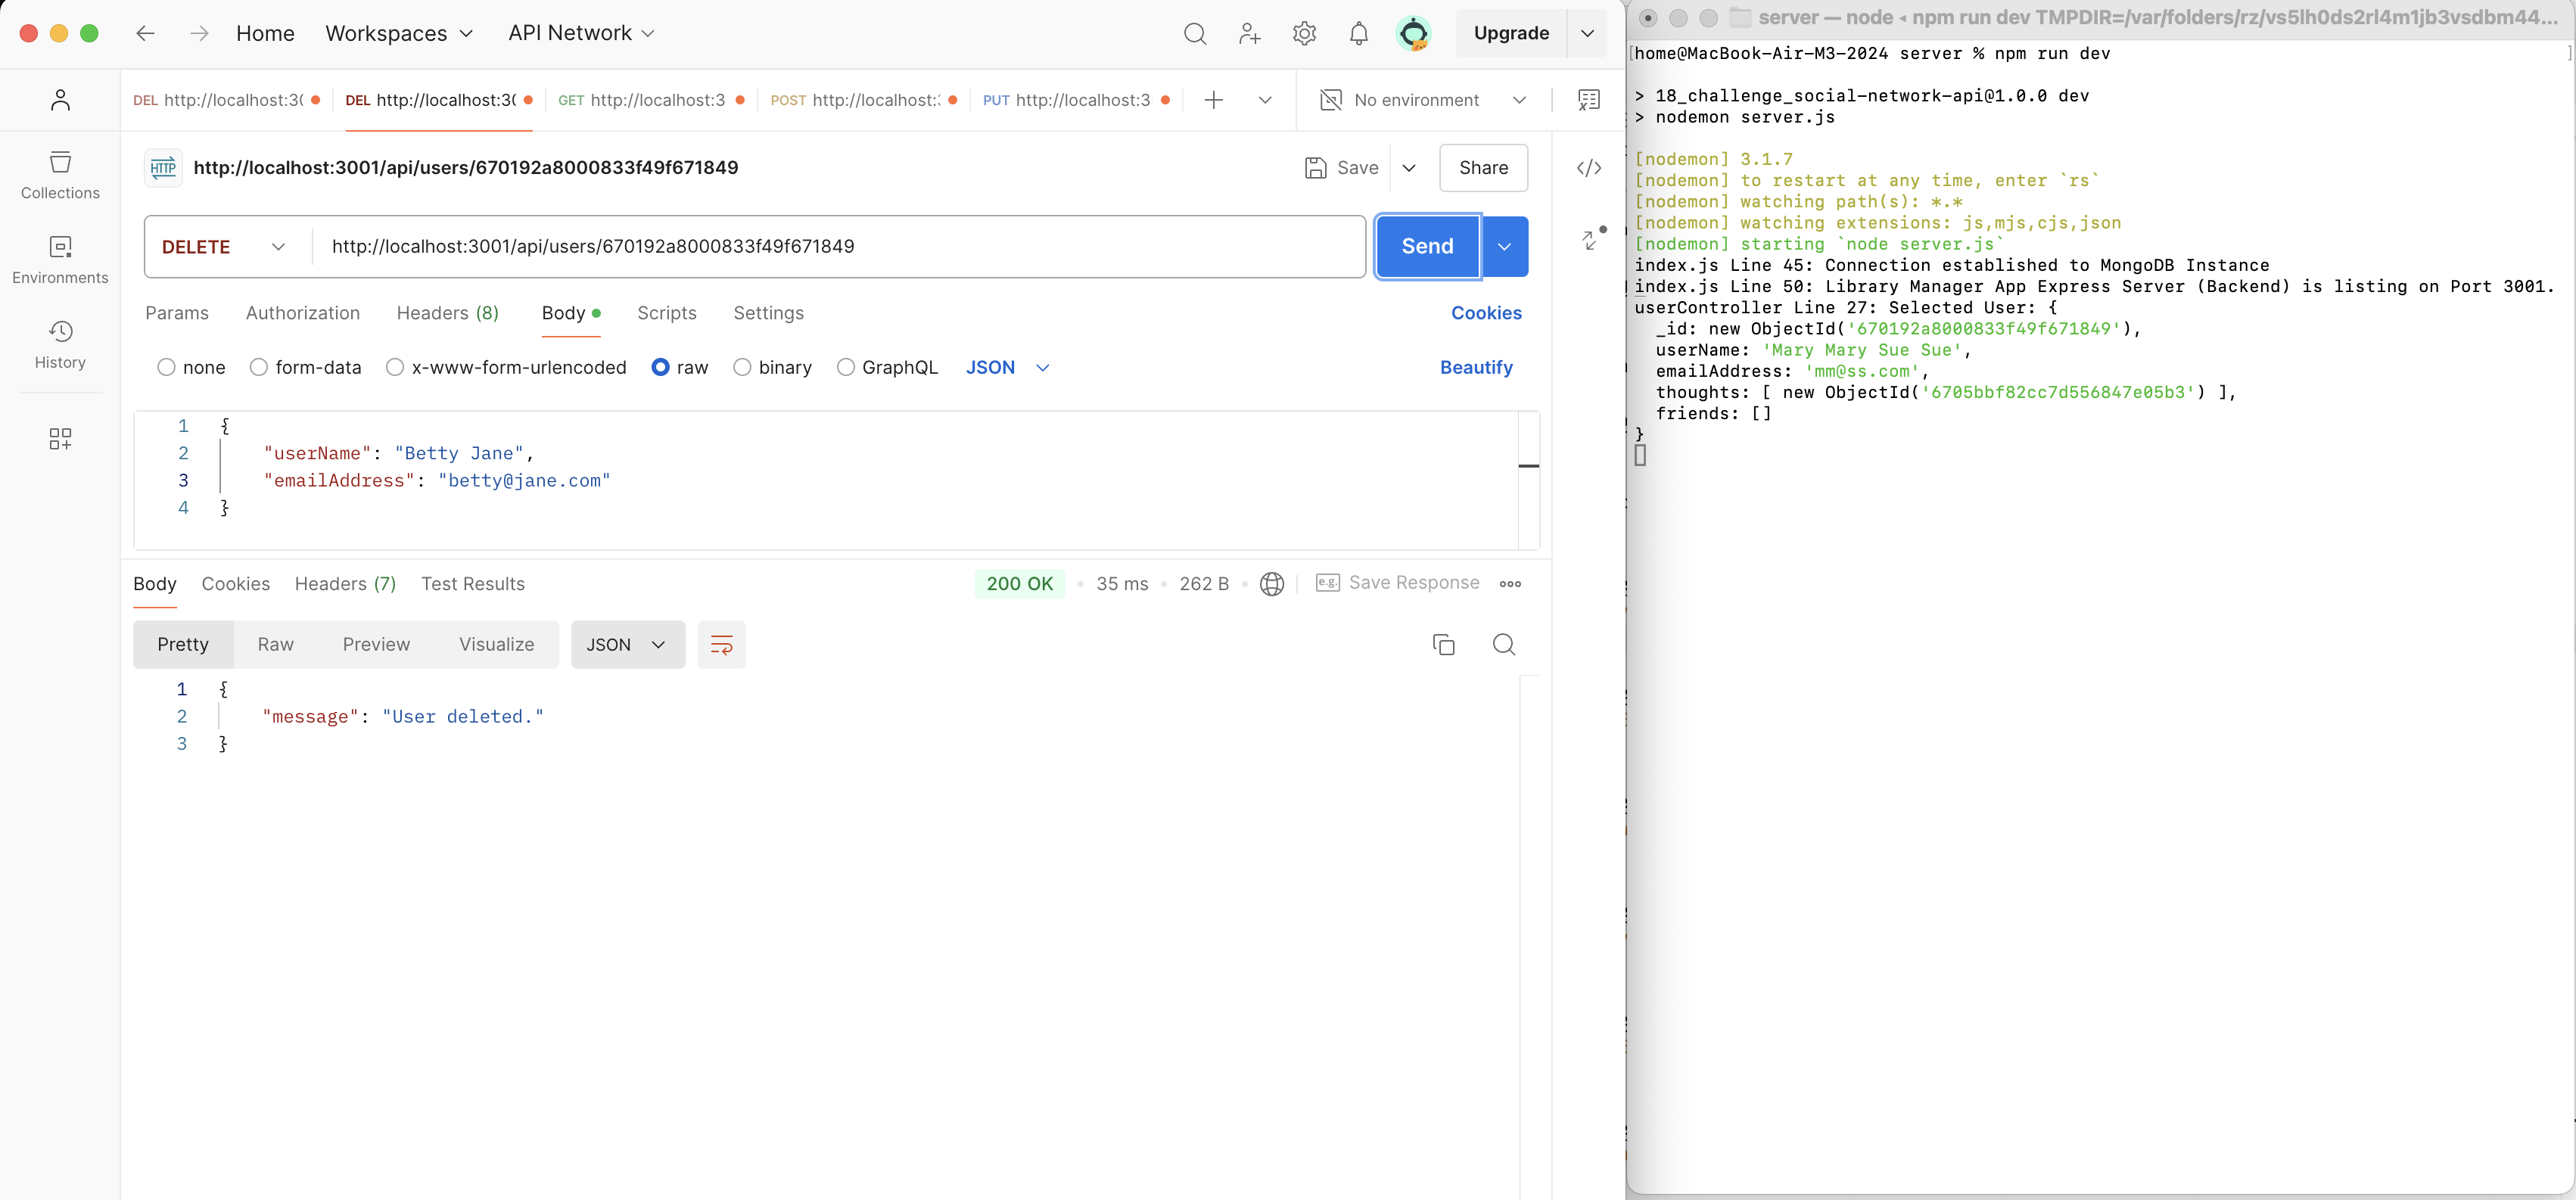 Home Workspaces API Network Upgrade
DEL http://localhost:30 DEL http://localhost:30 GET http://localhost:3 POST http://localhost: PUT http://localhost:3 No environment
Collections
Environments
History
HTTP http://localhost:3001/api/users/670192a8000833f49f671849 Save Share
DELETE http://localhost:3001/api/users/670192a8000833f49f671849 Send
Params Authorization Headers (8) Body Scripts Settings Cookies
none form-data x-www-form-urlencoded raw binary GraphQL JSON Beautify
1 {
2 "userName": "Betty Jane",
3 "emailAddress": "betty@jane.com"
4 }
Body Cookies Headers (7) Test Results 200 OK 35 ms 262 B e.g. Save Response
Pretty Raw Preview Visualize JSON
1 {
2 "message": "User deleted."
3 }
server — node ◂ npm run dev TMPDIR=/var/folders/rz/vs5lh0ds2rl4m1jb3vsdbm44...
[home@MacBook-Air-M3-2024 server % npm run dev ]
> 18_challenge_social-network-api@1.0.0 dev
> nodemon server.js
[nodemon] 3.1.7
[nodemon] to restart at any time, enter `rs`
[nodemon] watching path(s): *.*
[nodemon] watching extensions: js,mjs,cjs,json
[nodemon] starting `node server.js`
index.js Line 45: Connection established to MongoDB Instance
index.js Line 50: Library Manager App Express Server (Backend) is listing on Port 3001.
userController Line 27: Selected User: {
_id: new ObjectId('670192a8000833f49f671849'),
userName: 'Mary Mary Sue Sue',
emailAddress: 'mm@ss.com',
thoughts: [ new ObjectId('6705bbf82cc7d556847e05b3') ],
friends: []
}